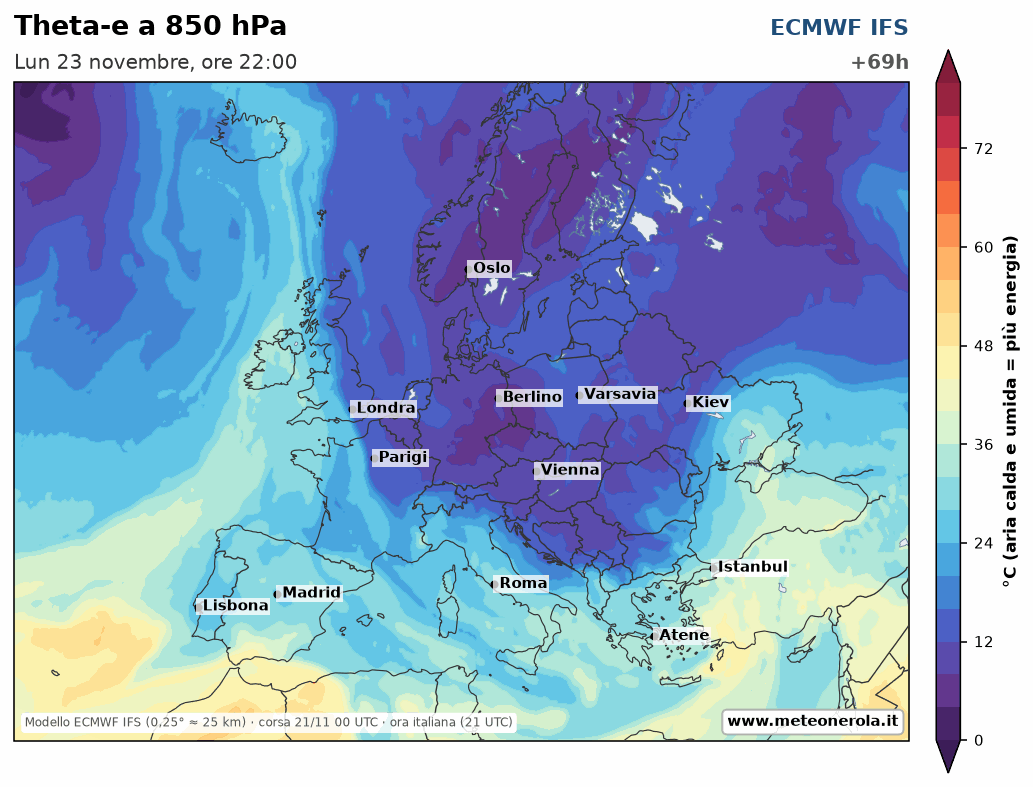 Theta-e a 850 hPa
ECMWF IFS
Lun 23 novembre, ore 22:00
+69h
Oslo
Berlino
Varsavia
Kiev
Londra
Parigi
Vienna
Istanbul
Roma
Madrid
Lisbona
Atene
Modello ECMWF IFS (0,25° ≈ 25 km) · corsa 21/11 00 UTC · ora italiana (21 UTC)
www.meteonerola.it
72
60
48
36
24
12
0
°C (aria calda e umida = più energia)